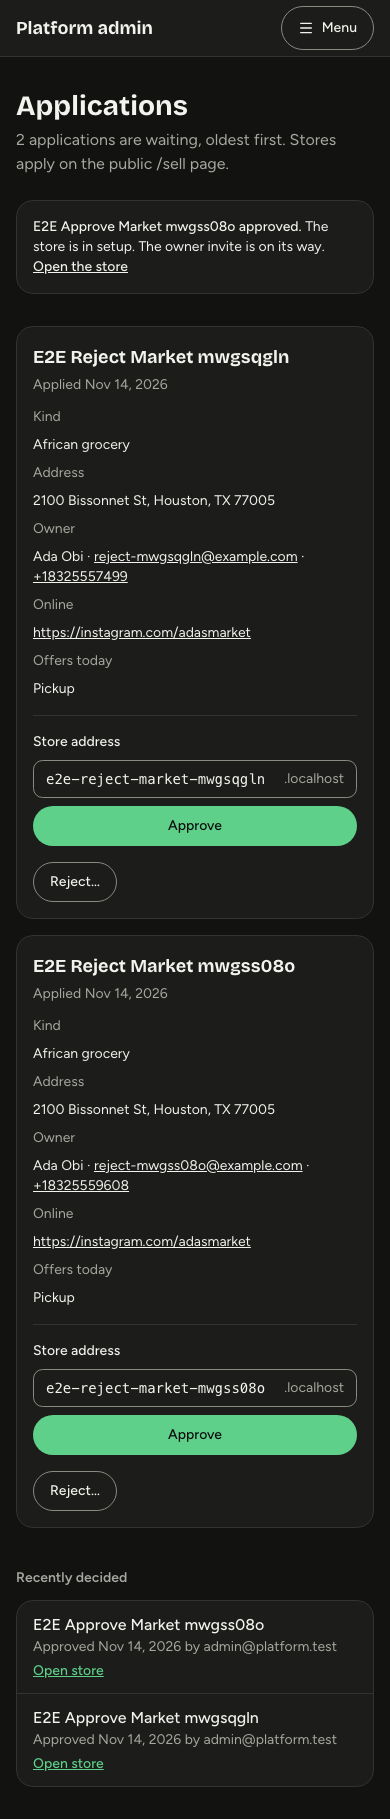 Platform admin
Menu
Applications
2 applications are waiting, oldest first. Stores
apply on the public /sell page.
E2E Approve Market mwgss08o approved. The
store is in setup. The owner invite is on its way.
Open the store
E2E Reject Market mwgsqgln
Applied Nov 14, 2026
Kind
African grocery
Address
2100 Bissonnet St, Houston, TX 77005
Owner
Ada Obi · reject-mwgsqgln@example.com ·
+18325557499
Online
https://instagram.com/adasmarket
Offers today
Pickup
Store address
e2e-reject-market-mwgsqgln .localhost
Approve
Reject...
E2E Reject Market mwgss08o
Applied Nov 14, 2026
Kind
African grocery
Address
2100 Bissonnet St, Houston, TX 77005
Owner
Ada Obi · reject-mwgss08o@example.com ·
+18325559608
Online
https://instagram.com/adasmarket
Offers today
Pickup
Store address
e2e-reject-market-mwgss08o .localhost
Approve
Reject...
Recently decided
E2E Approve Market mwgss08o
Approved Nov 14, 2026 by admin@platform.test
Open store
E2E Approve Market mwgsqgln
Approved Nov 14, 2026 by admin@platform.test
Open store